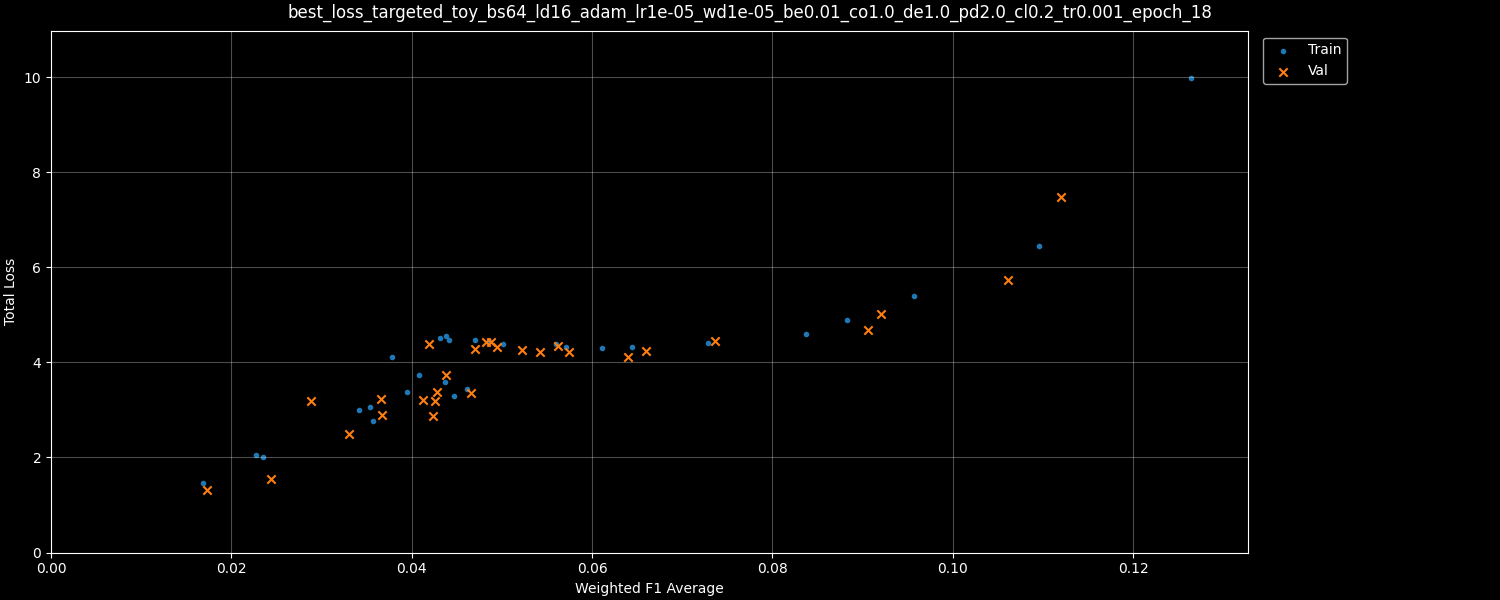 best_loss_targeted_toy_bs64_ld16_adam_lr1e-05_wd1e-05_be0.01_co1.0_de1.0_pd2.0_cl0.2_tr0.001_epoch_18
Train
Val
10
8
6
4
2
0
Total Loss
0.00 0.02 0.04 0.06 0.08 0.10 0.12
Weighted F1 Average